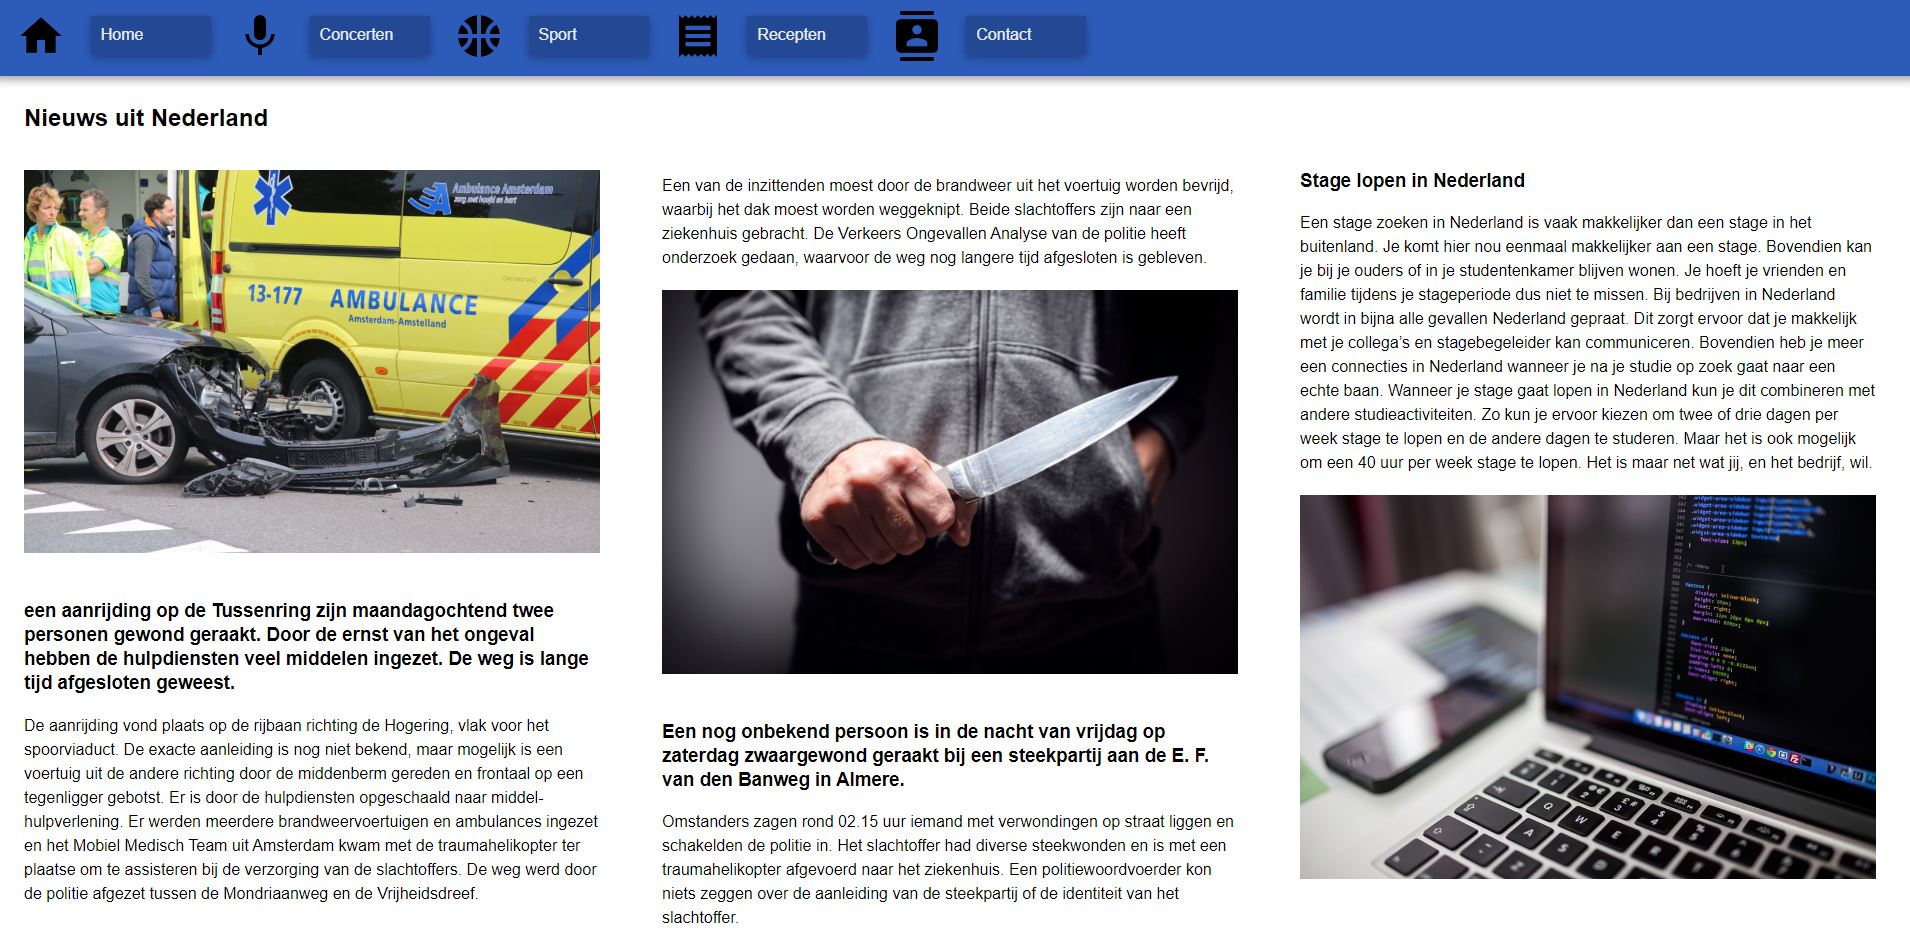 Home
Concerten
Sport
Recepten
Contact
Nieuws uit Nederland
Ambulance Amsterdam
zorg met hoofd en hart
13-177 AMBULANCE
Amsterdam-Amstelland
een aanrijding op de Tussenring zijn maandagochtend twee
personen gewond geraakt. Door de ernst van het ongeval
hebben de hulpdiensten veel middelen ingezet. De weg is lange
tijd afgesloten geweest.
De aanrijding vond plaats op de rijbaan richting de Hogering, vlak voor het
spoorviaduct. De exacte aanleiding is nog niet bekend, maar mogelijk is een
voertuig uit de andere richting door de middenberm gereden en frontaal op een
tegenligger gebotst. Er is door de hulpdiensten opgeschaald naar middel-
hulpverlening. Er werden meerdere brandweervoertuigen en ambulances ingezet
en het Mobiel Medisch Team uit Amsterdam kwam met de traumahelikopter ter
plaatse om te assisteren bij de verzorging van de slachtoffers. De weg werd door
de politie afgezet tussen de Mondriaanweg en de Vrijheidsdreef.
Een van de inzittenden moest door de brandweer uit het voertuig worden bevrijd,
waarbij het dak moest worden weggeknipt. Beide slachtoffers zijn naar een
ziekenhuis gebracht. De Verkeers Ongevallen Analyse van de politie heeft
onderzoek gedaan, waarvoor de weg nog langere tijd afgesloten is gebleven.
Een nog onbekend persoon is in de nacht van vrijdag op
zaterdag zwaargewond geraakt bij een steekpartij aan de E. F.
van den Banweg in Almere.
Omstanders zagen rond 02.15 uur iemand met verwondingen op straat liggen en
schakelden de politie in. Het slachtoffer had diverse steekwonden en is met een
traumahelikopter afgevoerd naar het ziekenhuis. Een politiewoordvoerder kon
niets zeggen over de aanleiding van de steekpartij of de identiteit van het
slachtoffer.
Stage lopen in Nederland
Een stage zoeken in Nederland is vaak makkelijker dan een stage in het
buitenland. Je komt hier nou eenmaal makkelijker aan een stage. Bovendien kan
je bij je ouders of in je studentenkamer blijven wonen. Je hoeft je vrienden en
familie tijdens je stageperiode dus niet te missen. Bij bedrijven in Nederland
wordt in bijna alle gevallen Nederland gepraat. Dit zorgt ervoor dat je makkelijk
met je collega's en stagebegeleider kan communiceren. Bovendien heb je meer
een connecties in Nederland wanneer je na je studie op zoek gaat naar een
echte baan. Wanneer je stage gaat lopen in Nederland kun je dit combineren met
andere studieactiviteiten. Zo kun je ervoor kiezen om twee of drie dagen per
week stage te lopen en de andere dagen te studeren. Maar het is ook mogelijk
om een 40 uur per week stage te lopen. Het is maar net wat jij, en het bedrijf, wil.